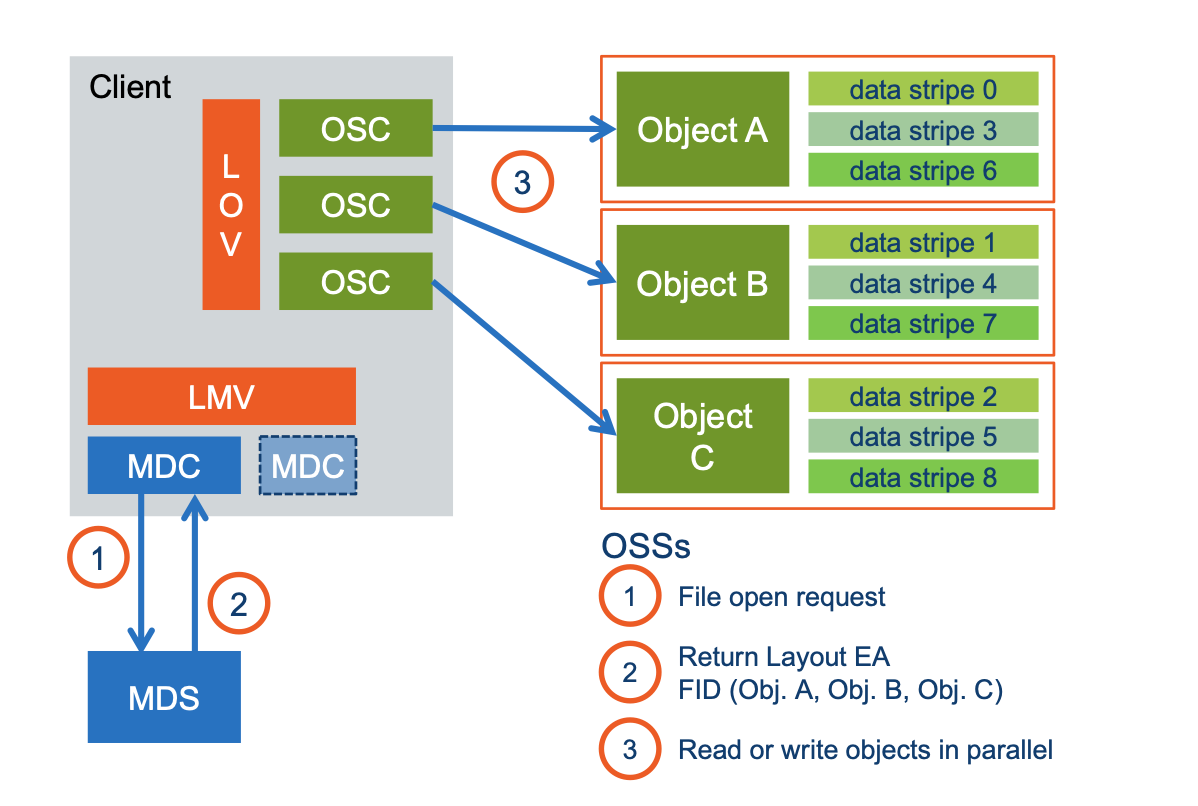 Client
L
O
V
OSC
OSC
OSC
3
Object A
data stripe 0
data stripe 3
data stripe 6
Object B
data stripe 1
data stripe 4
data stripe 7
Object
C
data stripe 2
data stripe 5
data stripe 8
LMV
MDC
MDC
1
2
MDS
OSSs
1
File open request
2
Return Layout EA
FID (Obj. A, Obj. B, Obj. C)
3
Read or write objects in parallel